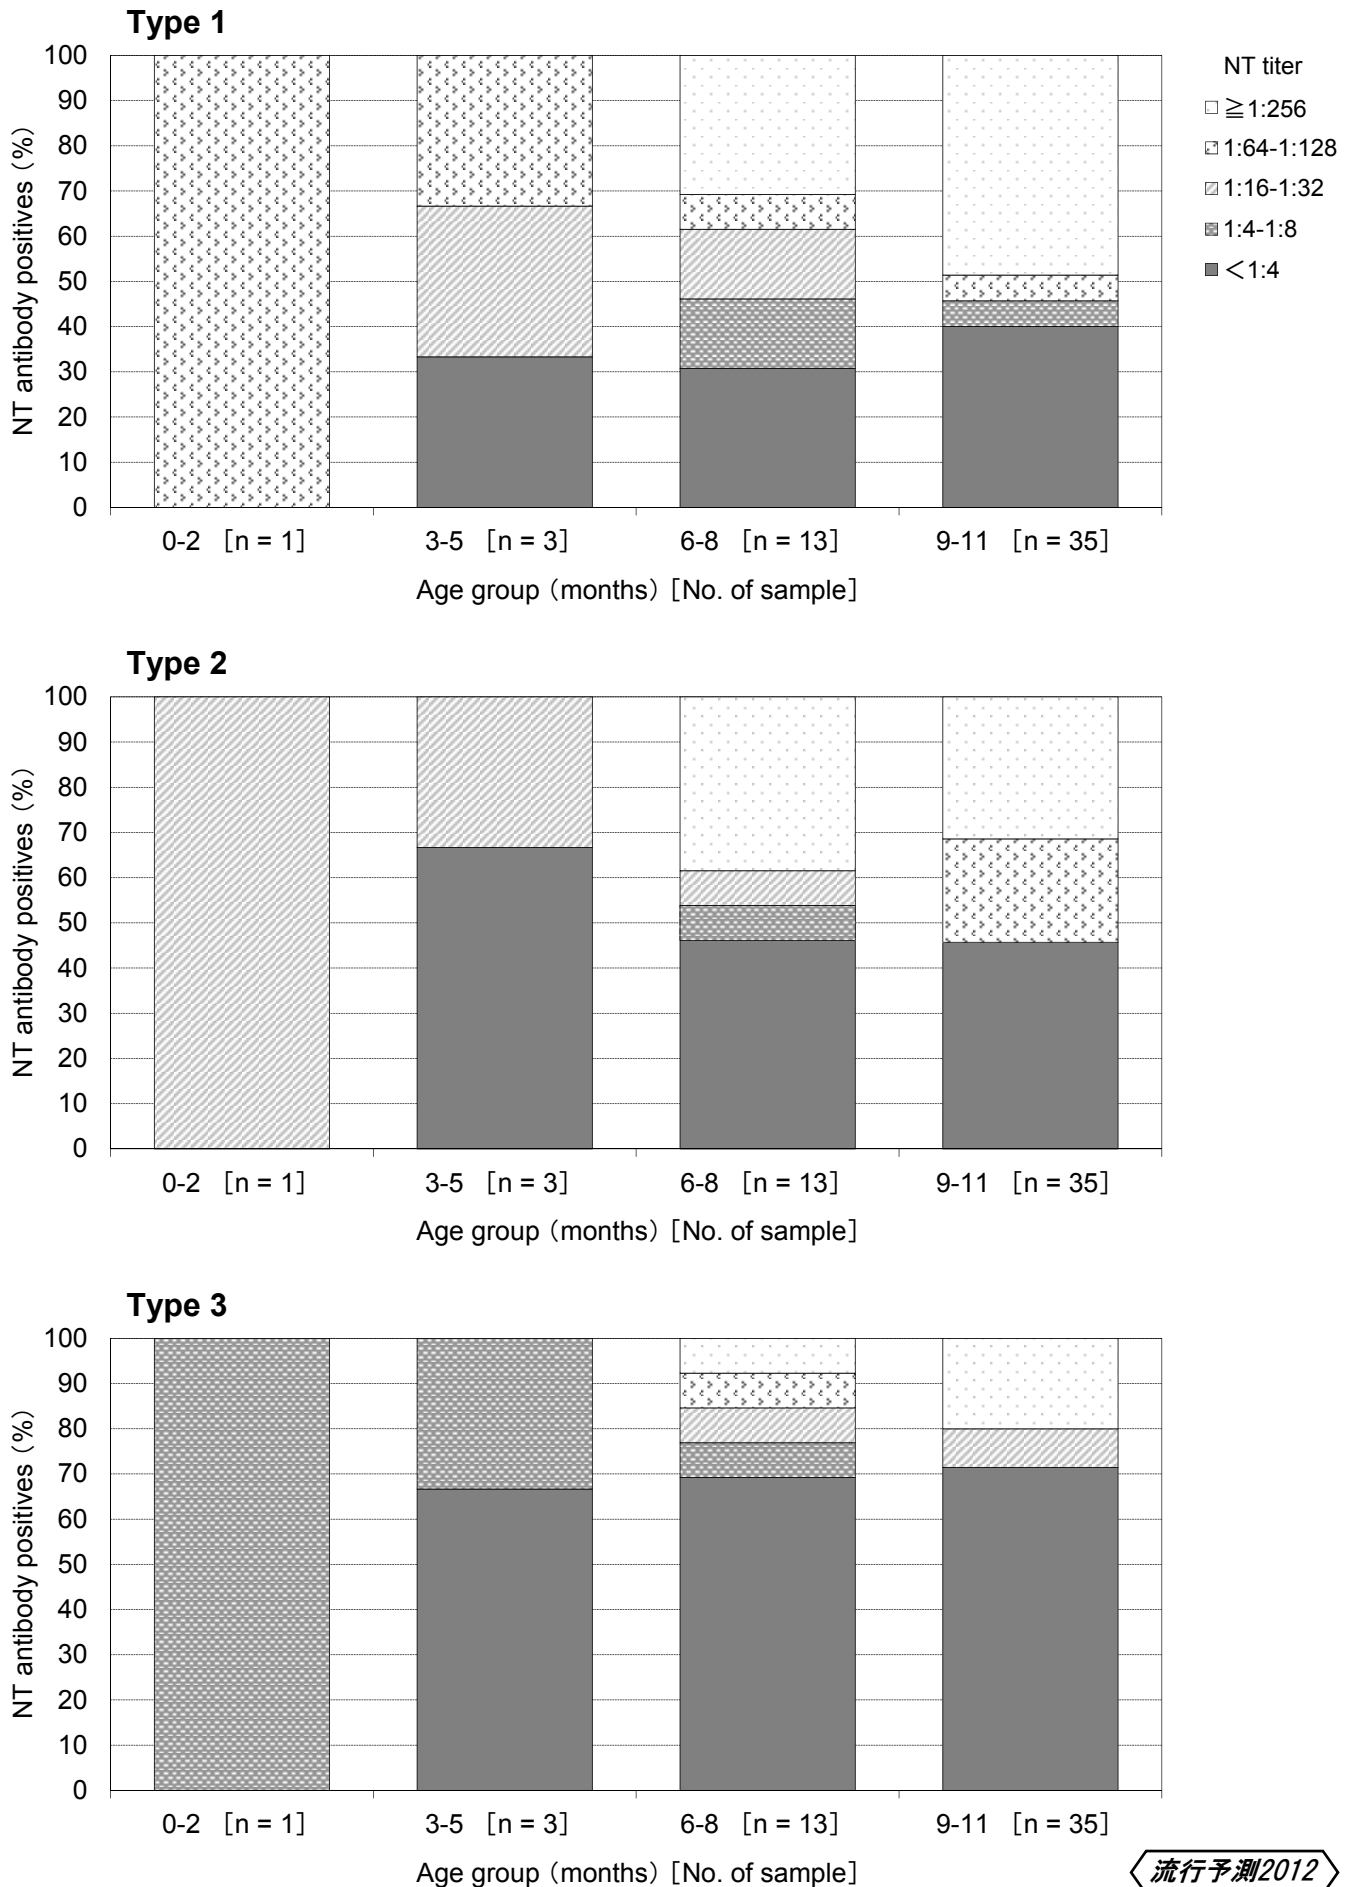 Type 1
NT antibody positives (%)
100
90
80
70
60
50
40
30
20
10
0
0-2 [n = 1] 3-5 [n = 3] 6-8 [n = 13] 9-11 [n = 35]
Age group (months) [No. of sample]
NT titer
≧1:256
1:64-1:128
1:16-1:32
1:4-1:8
<1:4
Type 2
NT antibody positives (%)
100
90
80
70
60
50
40
30
20
10
0
0-2 [n = 1] 3-5 [n = 3] 6-8 [n = 13] 9-11 [n = 35]
Age group (months) [No. of sample]
Type 3
NT antibody positives (%)
100
90
80
70
60
50
40
30
20
10
0
0-2 [n = 1] 3-5 [n = 3] 6-8 [n = 13] 9-11 [n = 35]
Age group (months) [No. of sample]
流行予測2012